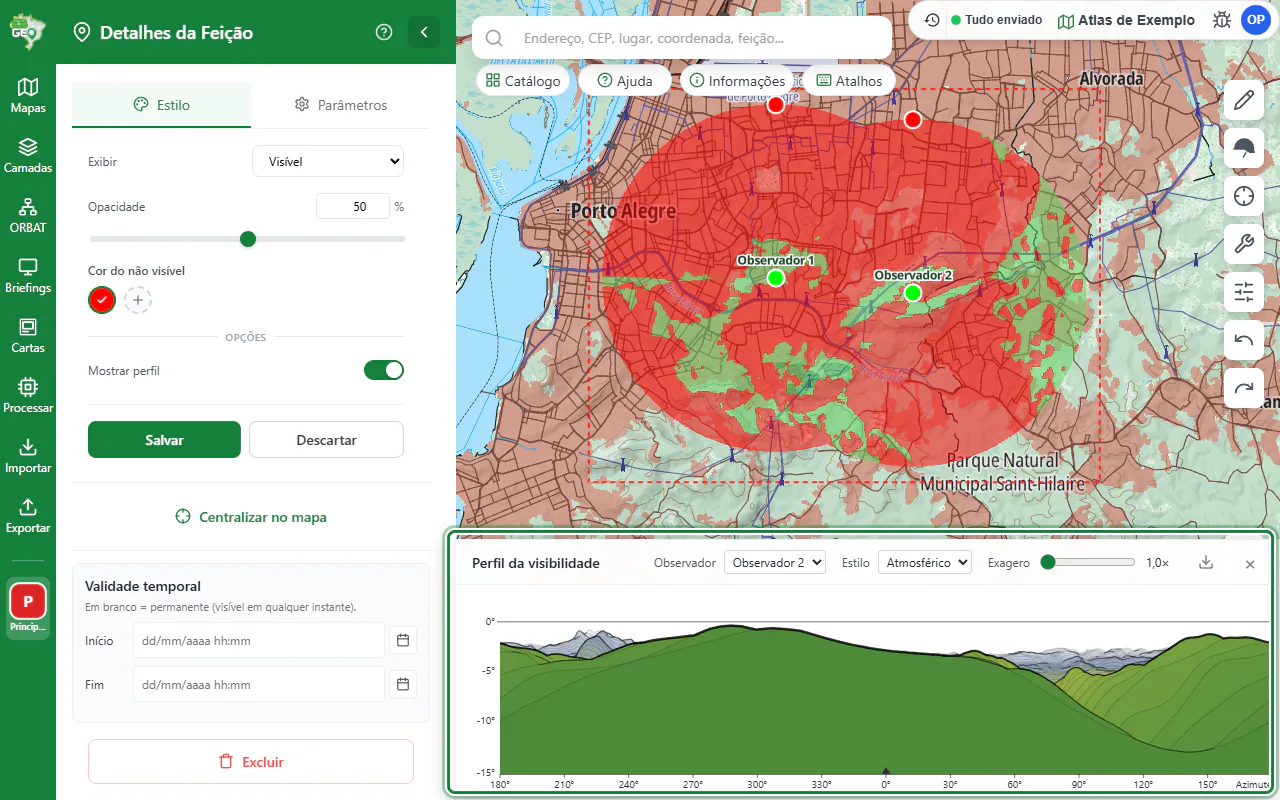 Detalhes da Feição
Mapas
Camadas
ORBAT
Briefings
Cartas
Processar
Importar
Exportar
P
Princip...
Estilo
Parâmetros
Exibir
Visível
Opacidade
50 %
Cor do não visível
OPÇÕES
Mostrar perfil
Salvar
Descartar
Centralizar no mapa
Validade temporal
Em branco = permanente (visível em qualquer instante).
Início
dd/mm/aaaa hh:mm
Fim
dd/mm/aaaa hh:mm
Excluir
Endereço, CEP, lugar, coordenada, feição...
Tudo enviado
Atlas de Exemplo
OP
Catálogo
Ajuda
Informações
Atalhos
Alvorada
Porto Alegre
Observador 1
Observador 2
Parque Natural
Municipal Saint-Hilaire
Perfil da visibilidade
Observador
Observador 2
Estilo
Atmosférico
Exagero
1,0×
0°
-5°
-10°
-15°
180°
210°
240°
270°
300°
330°
0°
30°
60°
90°
120°
150°
Azimute